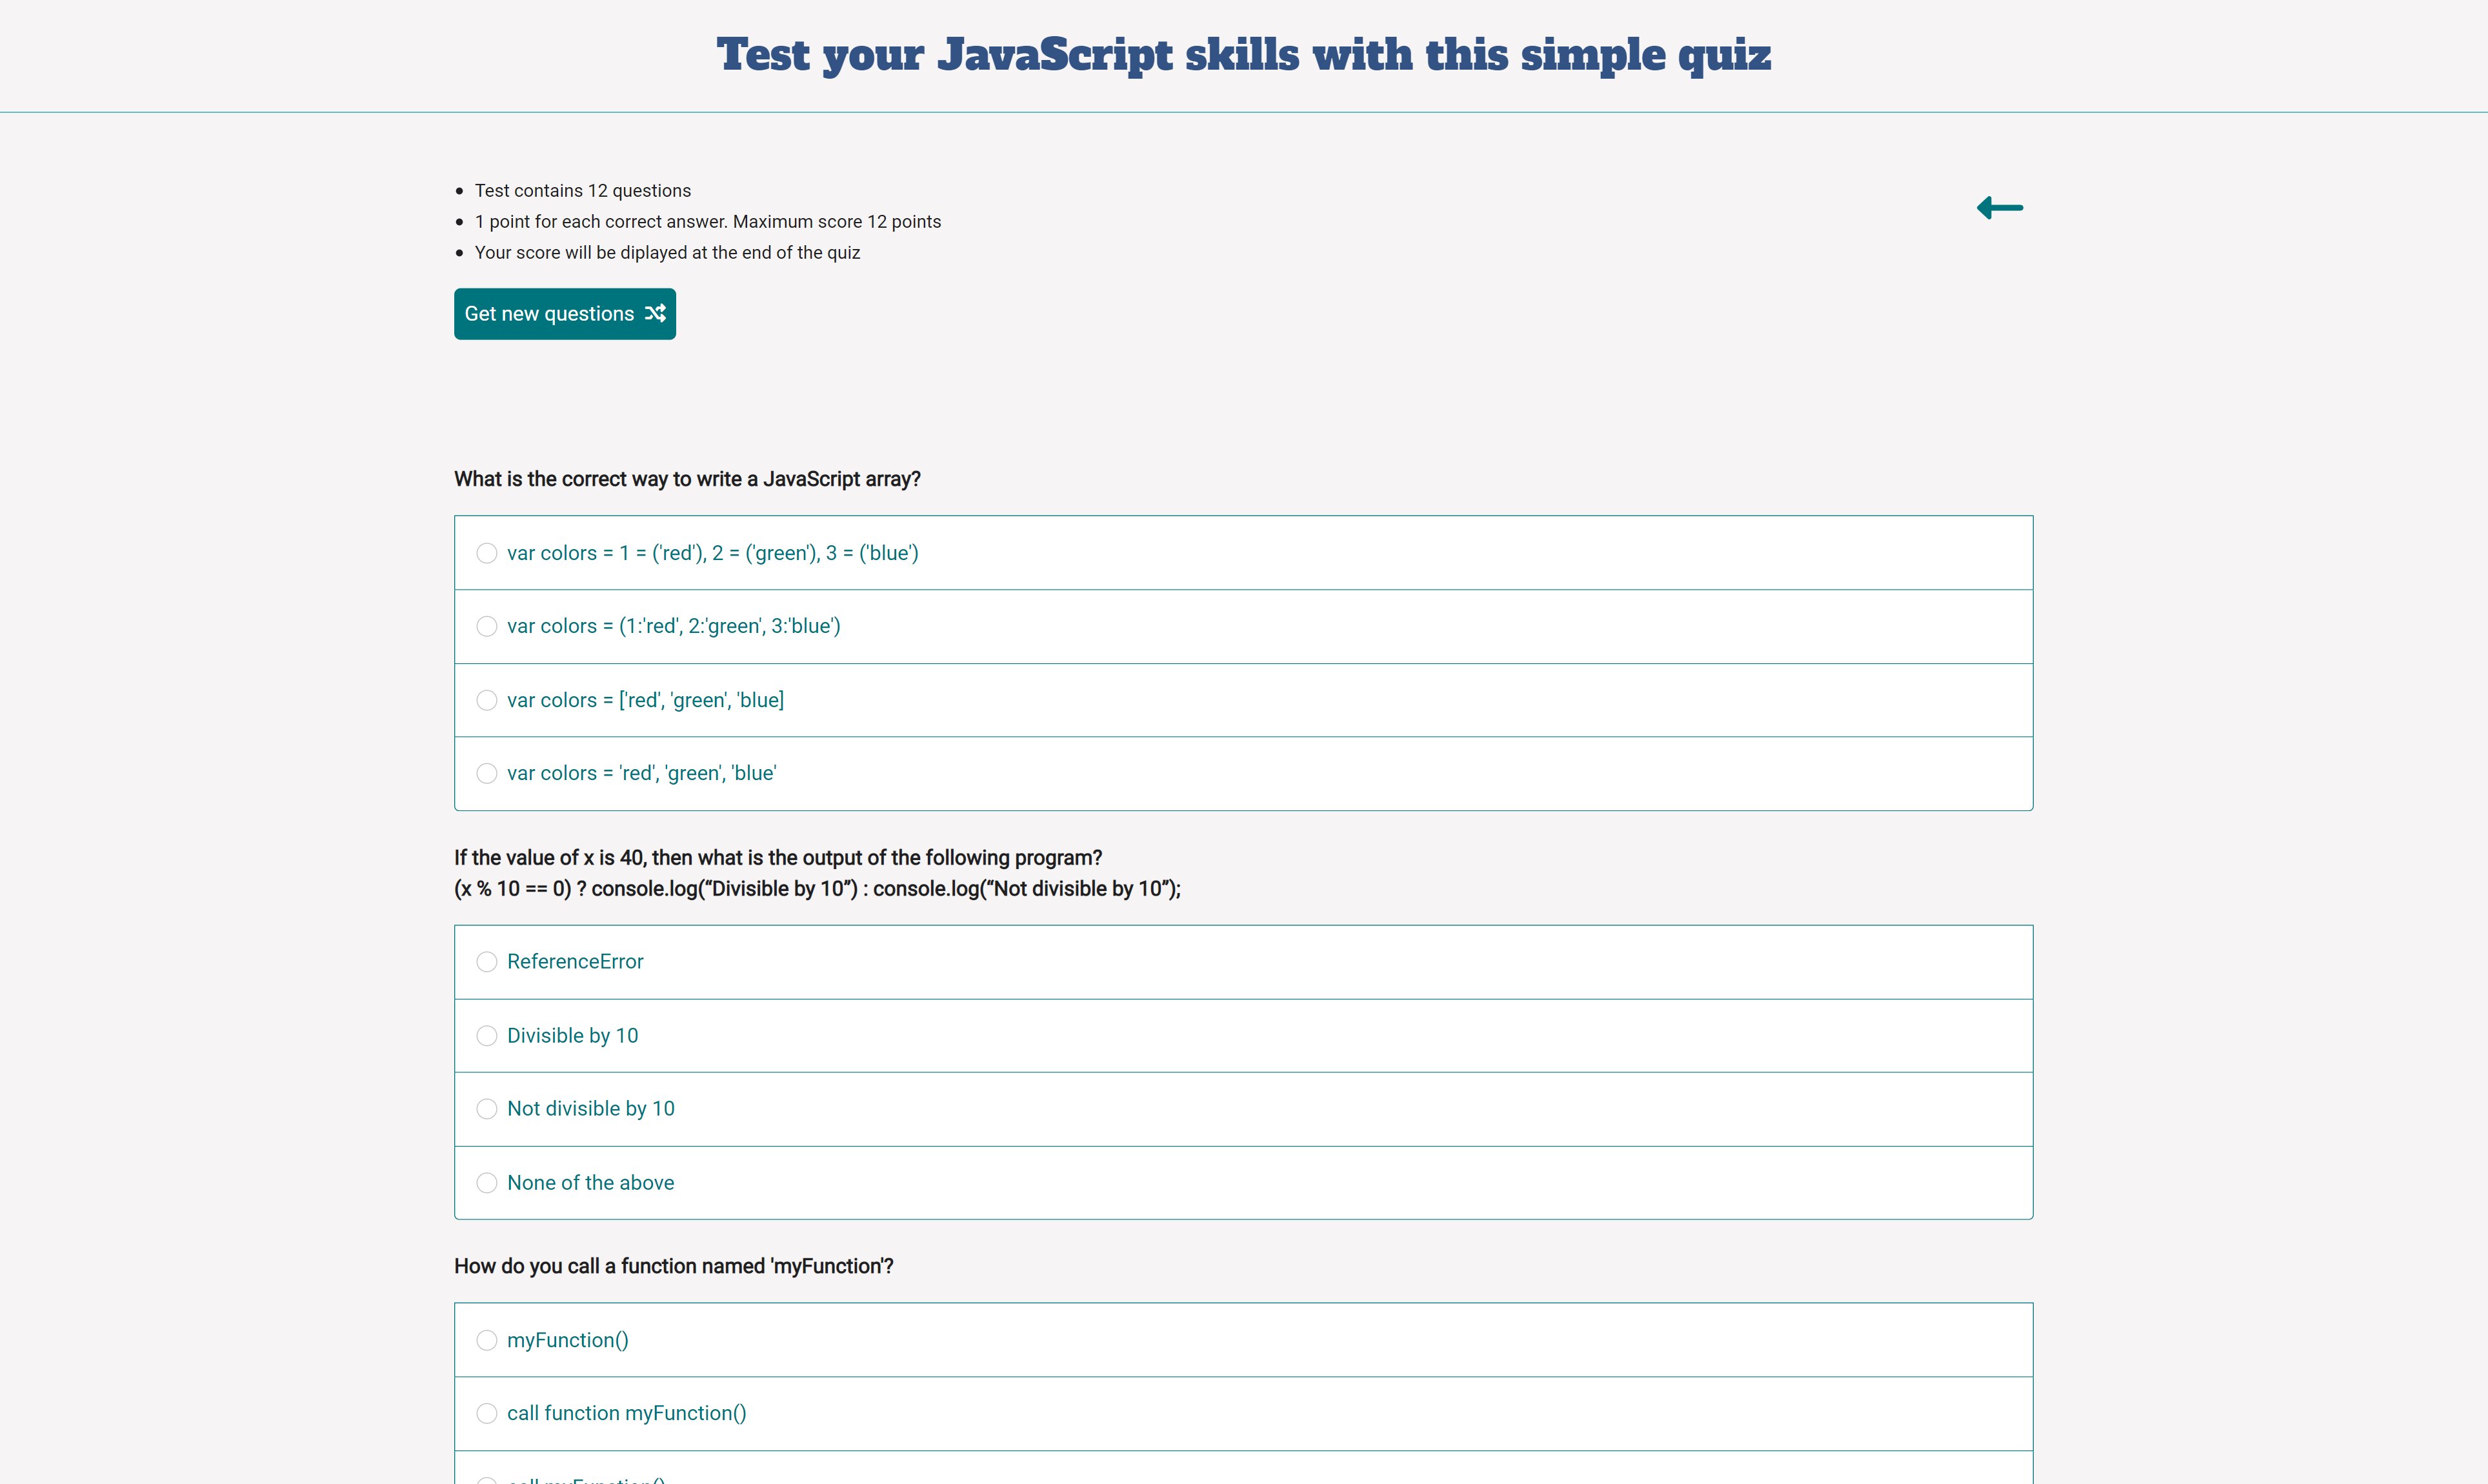 Test your JavaScript skills with this simple quiz
Test contains 12 questions
1 point for each correct answer. Maximum score 12 points
Your score will be diplayed at the end of the quiz
Get new questions
What is the correct way to write a JavaScript array?
var colors = 1 = ('red'), 2 = ('green'), 3 = ('blue')
var colors = (1:'red', 2:'green', 3:'blue')
var colors = ['red', 'green', 'blue]
var colors = 'red', 'green', 'blue'
If the value of x is 40, then what is the output of the following program?
(x % 10 == 0) ? console.log(“Divisible by 10”) : console.log(“Not divisible by 10”);
ReferenceError
Divisible by 10
Not divisible by 10
None of the above
How do you call a function named 'myFunction'?
myFunction()
call function myFunction()
call myFunction()